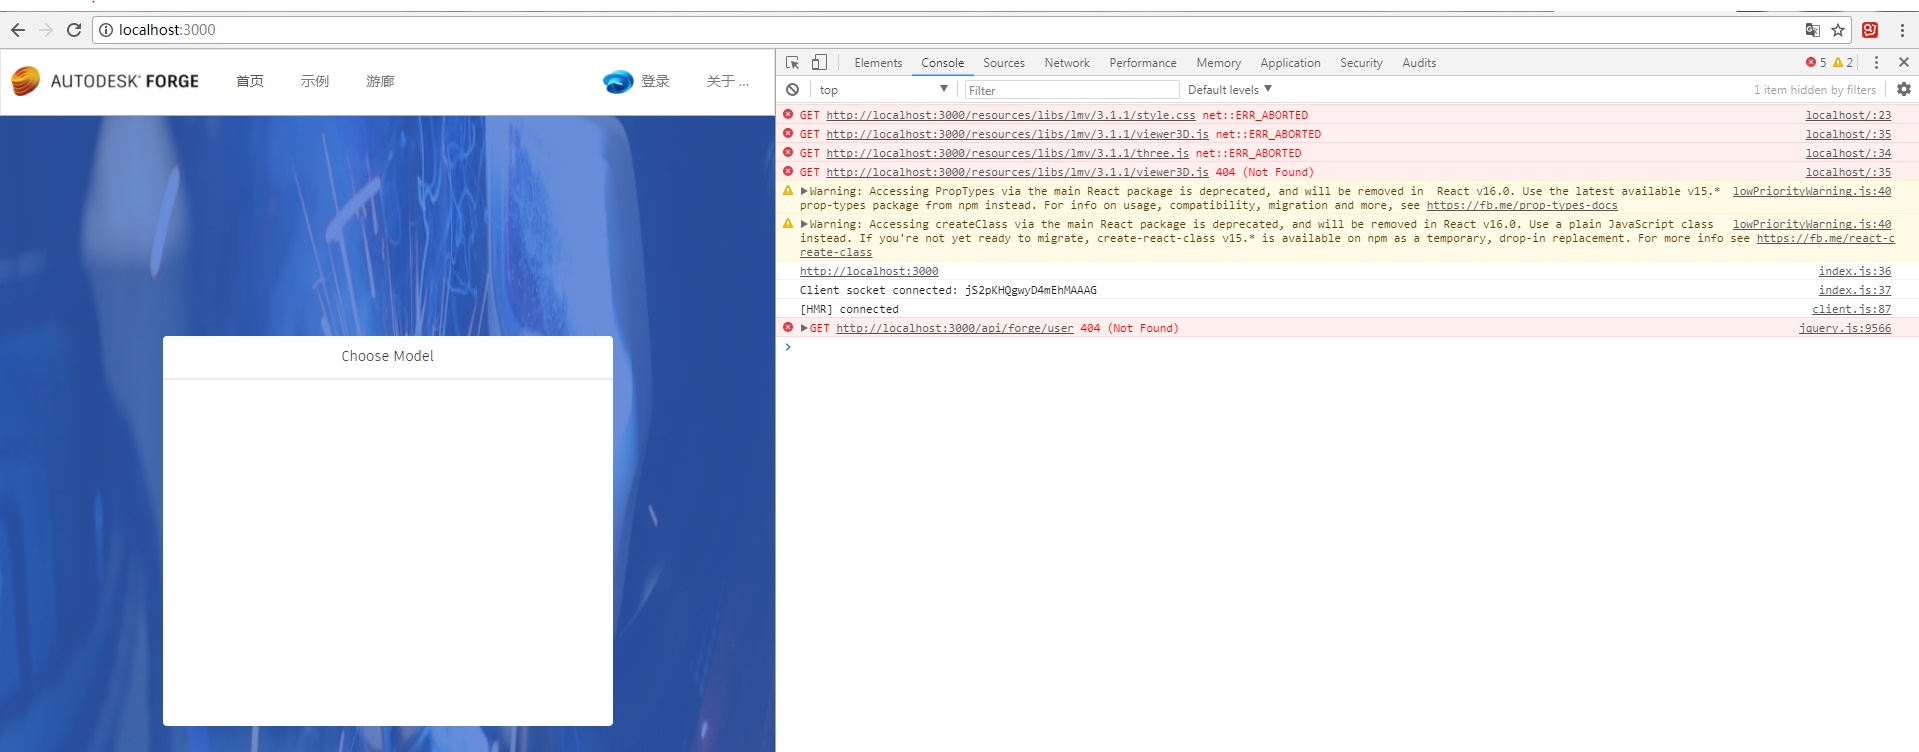 localhost:3000
AUTODESK® FORGE 首页 示例 游廊 登录 关于 ...
Choose Model
Elements Console Sources Network Performance Memory Application Security Audits 5 2
top Filter Default levels 1 item hidden by filters
GET http://localhost:3000/resources/libs/lmv/3.1.1/style.css net::ERR_ABORTED localhost/:23
GET http://localhost:3000/resources/libs/lmv/3.1.1/viewer3D.js net::ERR_ABORTED localhost/:35
GET http://localhost:3000/resources/libs/lmv/3.1.1/three.js net::ERR_ABORTED localhost/:34
GET http://localhost:3000/resources/libs/lmv/3.1.1/viewer3D.js 404 (Not Found) localhost/:35
Warning: Accessing PropTypes via the main React package is deprecated, and will be removed in  React v16.0. Use the latest available v15.* lowPriorityWarning.js:40
prop-types package from npm instead. For info on usage, compatibility, migration and more, see https://fb.me/prop-types-docs
Warning: Accessing createClass via the main React package is deprecated, and will be removed in React v16.0. Use a plain JavaScript class lowPriorityWarning.js:40
instead. If you're not yet ready to migrate, create-react-class v15.* is available on npm as a temporary, drop-in replacement. For more info see https://fb.me/react-c
reate-class
http://localhost:3000 index.js:36
Client socket connected: jS2pKHQgwyD4mEhMAAAG index.js:37
[HMR] connected client.js:87
GET http://localhost:3000/api/forge/user 404 (Not Found) jquery.js:9566